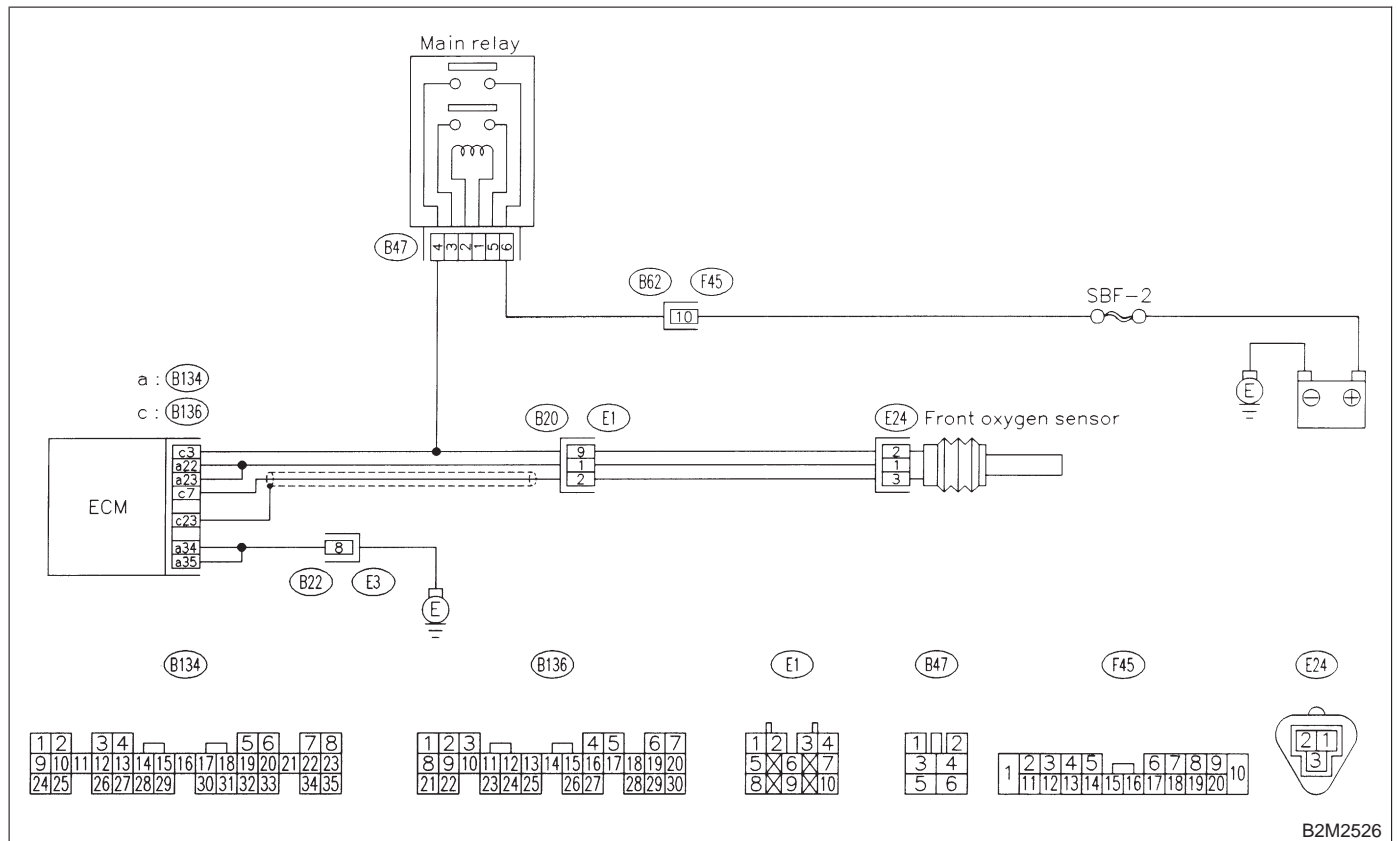 Main relay
B47
4 3 2 1 5 6
B62 F45
10
SBF-2
E
− +
a : B134
c : B136
B20 E1
E24 Front oxygen sensor
ECM
c3
a22
a23
c7
c23
a34
a35
9
1
2
2
1
3
8
B22 E3
E
B134 B136 E1 B47 F45 E24
1 2 3 4 5 6 7 8
9 10 11 12 13 14 15 16 17 18 19 20 21 22 23
24 25 26 27 28 29 30 31 32 33 34 35
1 2 3 4 5 6 7
8 9 10 11 12 13 14 15 16 17 18 19 20
21 22 23 24 25 26 27 28 29 30
1 2 3 4
5 6 7
8 9 10
1 2
3 4
5 6
1 2 3 4 5 6 7 8 9 10
11 12 13 14 15 16 17 18 19 20
2 1
3
B2M2526